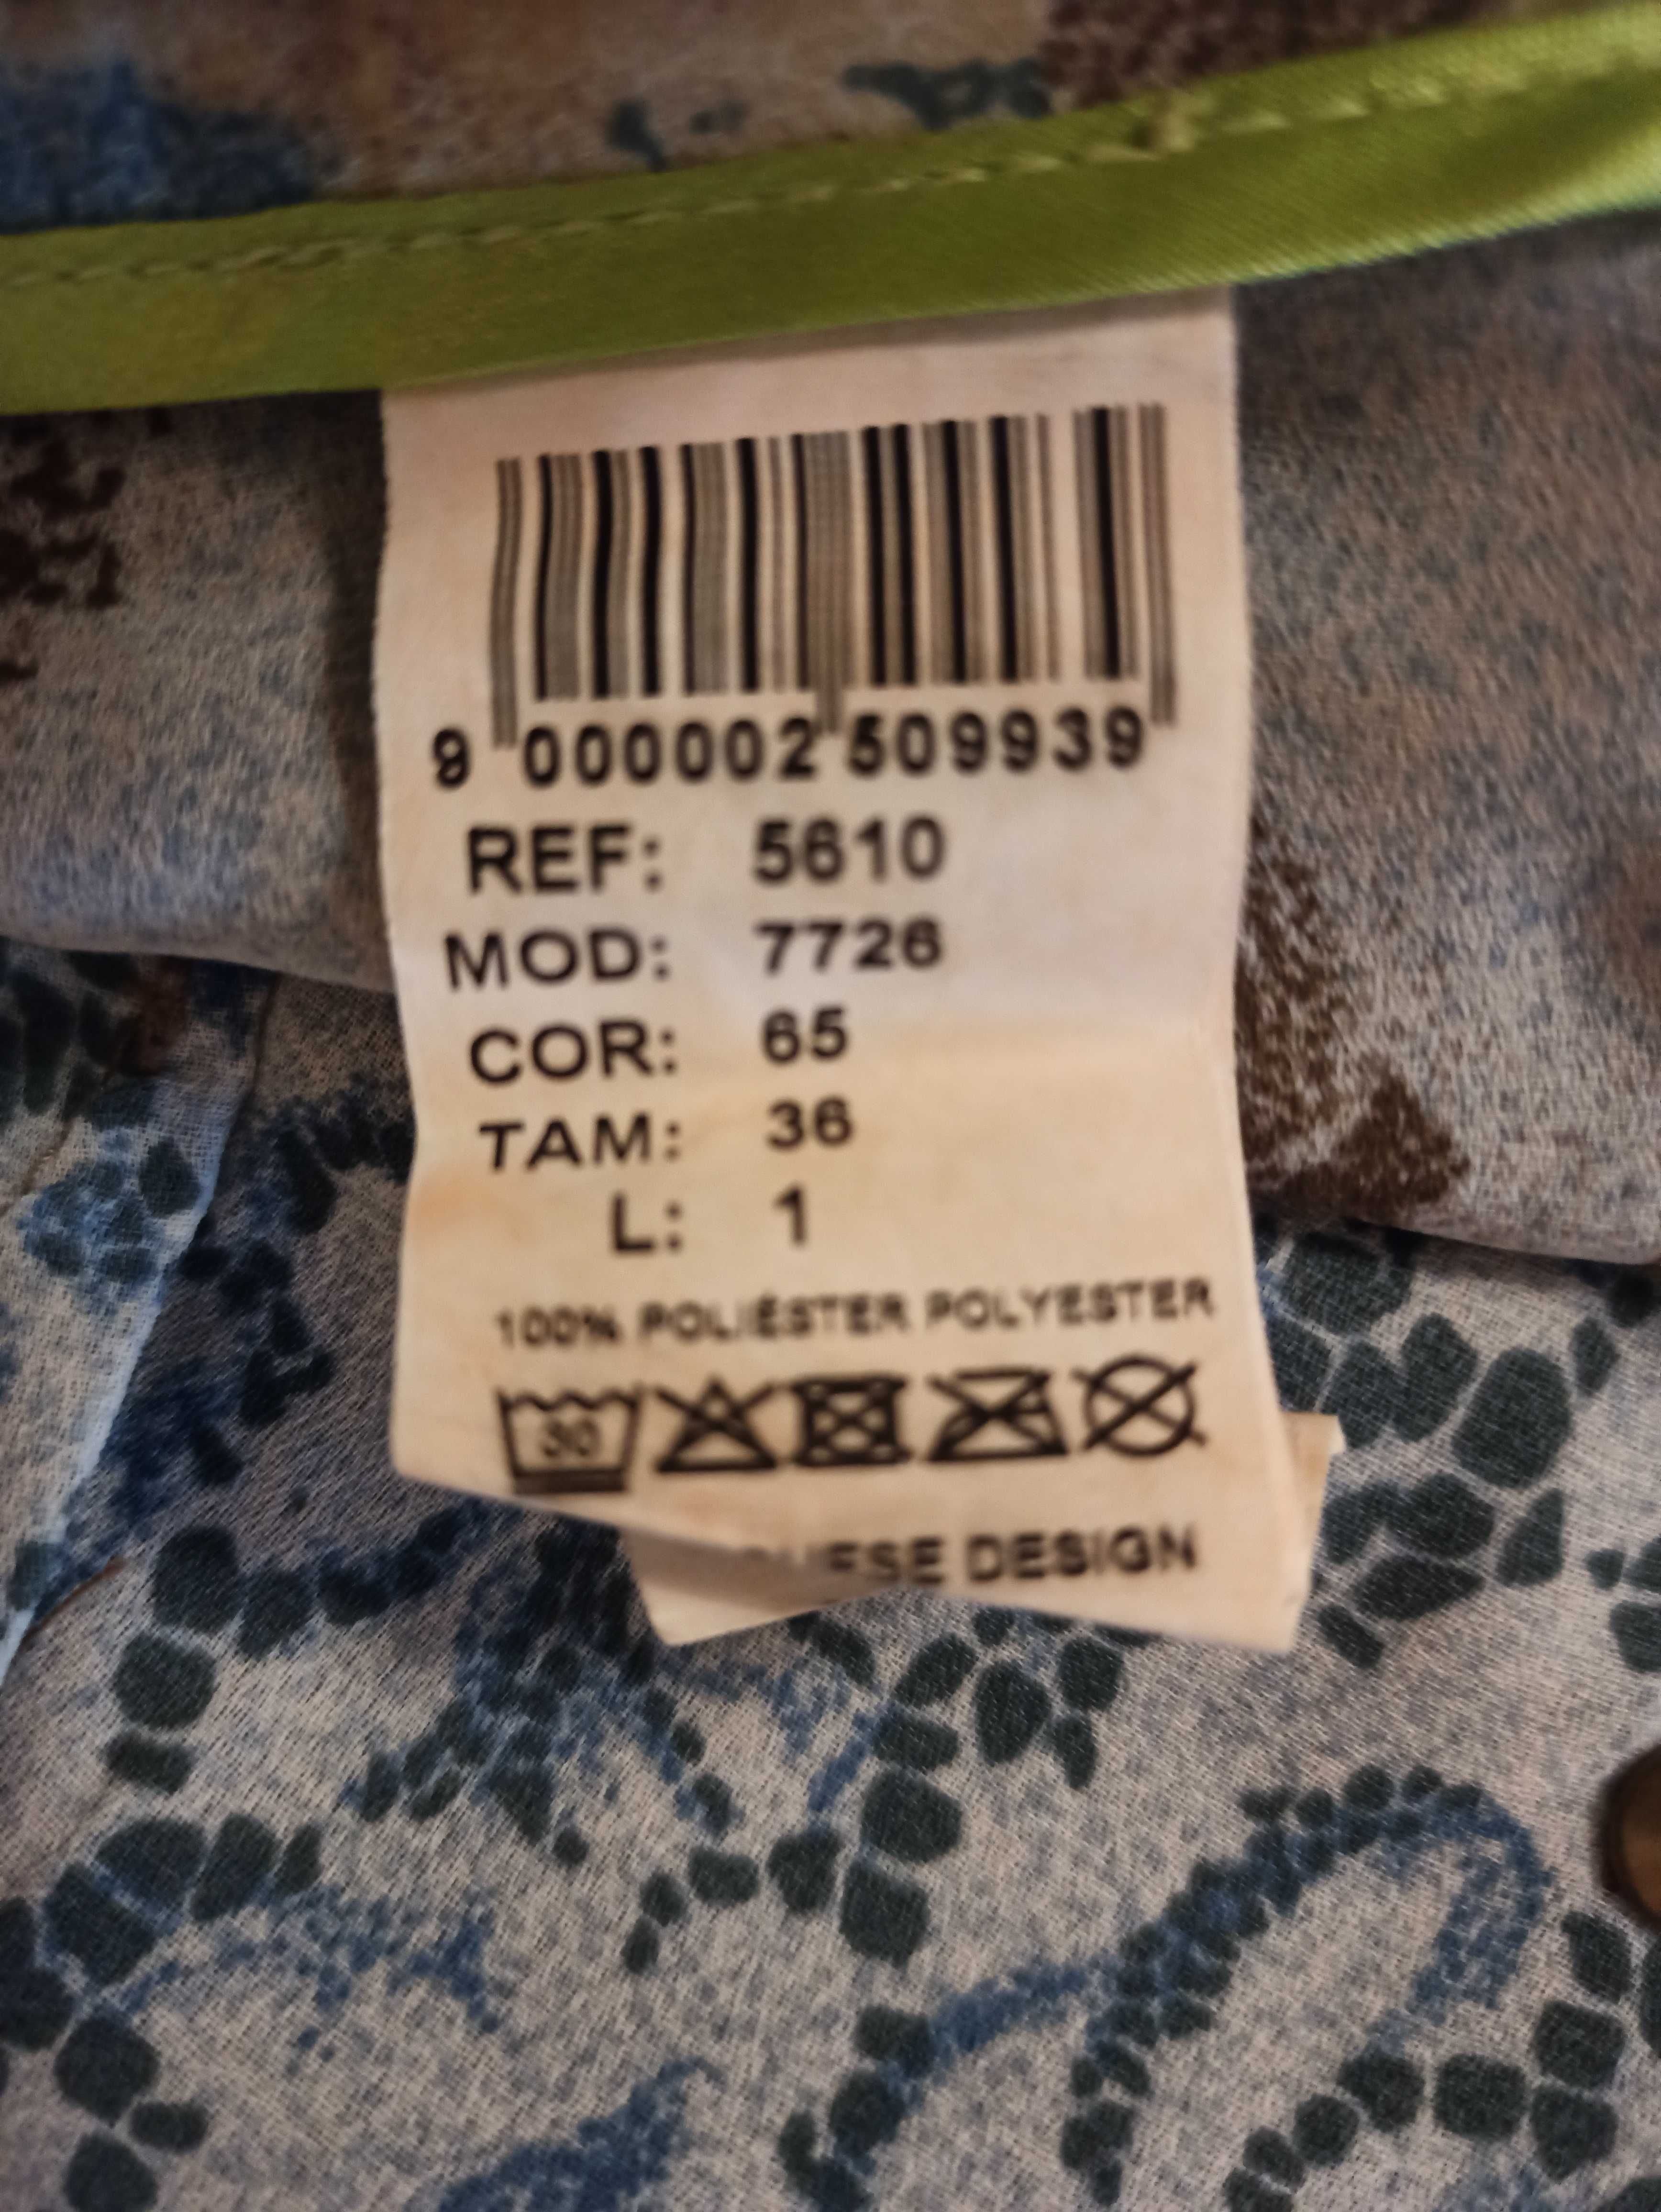 9 000002 509939
REF: 5610
MOD: 7726
COR: 65
TAM: 36
L: 1
100% POLIÉSTER POLYESTER
30
DESIGN